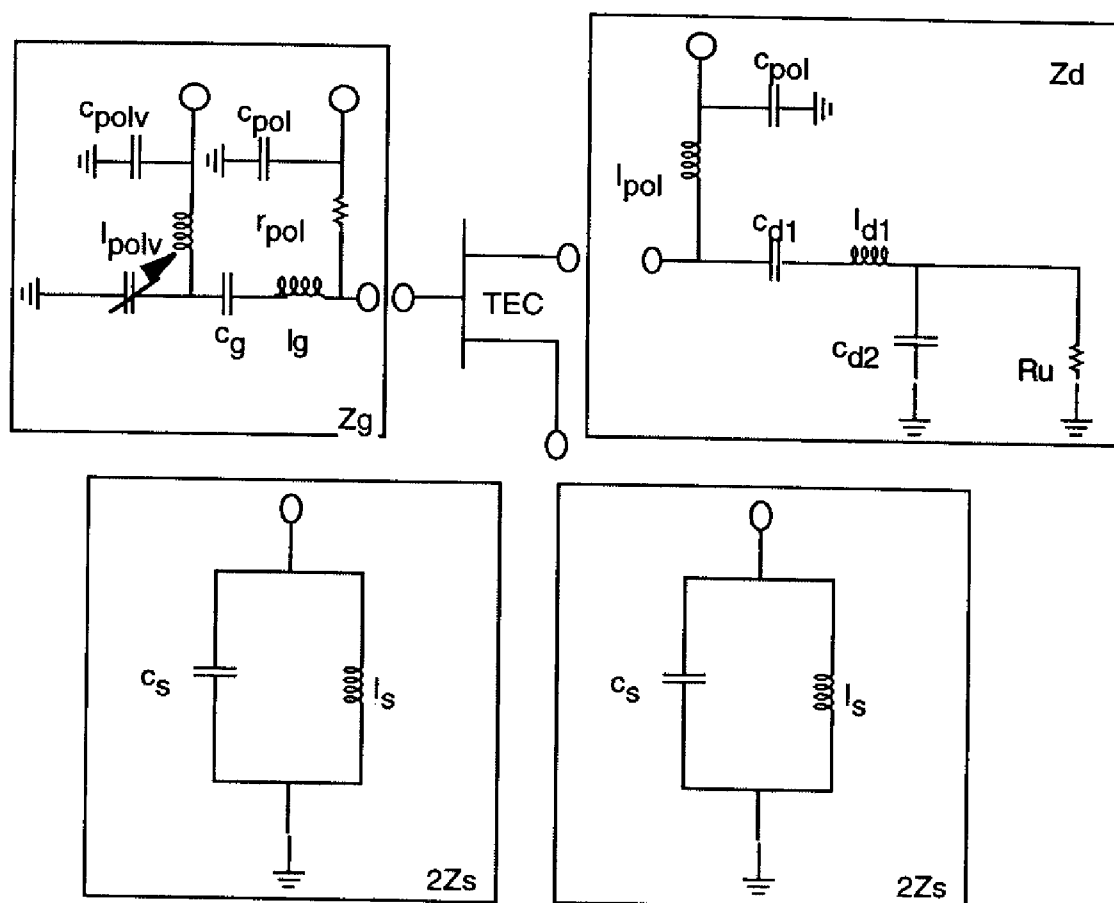 cpolv
cpol
lpolv
rpol
cg
lg
Zg
TEC
cpol
Zd
lpol
cd1
ld1
cd2
Ru
cs
ls
2Zs
cs
ls
2Zs